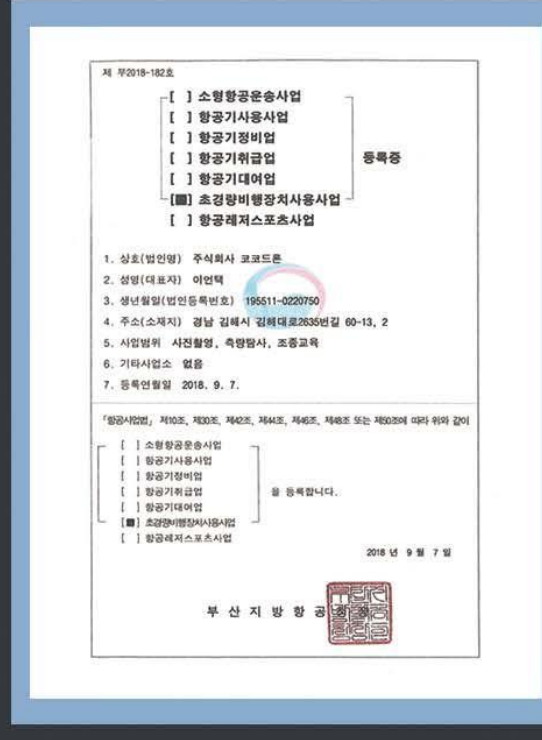 제 무2018-182호
[ ] 소형항공운송사업
[ ] 항공기사용사업
[ ] 항공기정비업
[ ] 항공기취급업
[ ] 항공기대여업
[■] 초경량비행장치사용사업
[ ] 항공레저스포츠사업
등록증
1. 상호(법인명) 주식회사 코코드론
2. 성명(대표자) 이언택
3. 생년월일(법인등록번호) 195511-0220750
4. 주소(소재지) 경남 김해시 김해대로2635번길 60-13, 2
5. 사업범위 사진촬영, 측량탐사, 조종교육
6. 기타사업소 없음
7. 등록연월일 2018. 9. 7.
「항공사업법」 제10조, 제30조, 제42조, 제44조, 제46조, 제48조 또는 제50조에 따라 위와 같이
[ ] 소형항공운송사업
[ ] 항공기사용사업
[ ] 항공기정비업
[ ] 항공기취급업
[ ] 항공기대여업
[■] 초경량비행장치사용사업
[ ] 항공레저스포츠사업
을 등록합니다.
2018 년 9 월 7 일
부 산 지 방 항 공